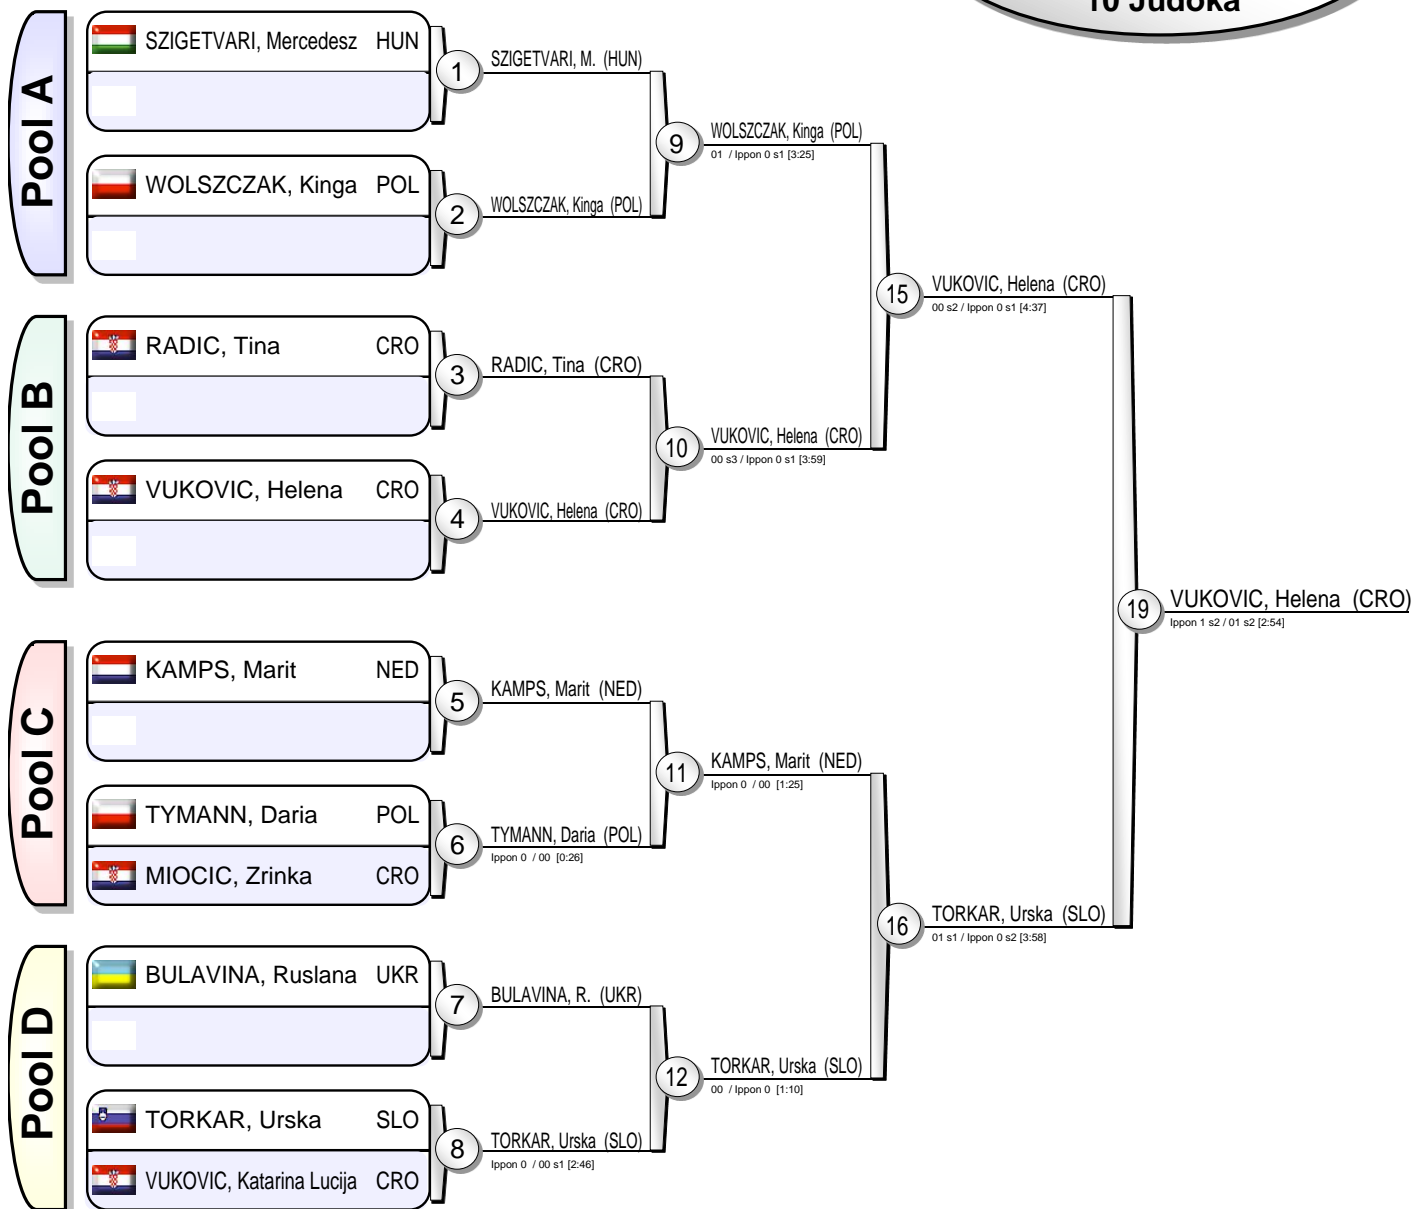 10 Judoka
Pool A
SZIGETVARI, Mercedesz HUN
WOLSZCZAK, Kinga POL
1
SZIGETVARI, M. (HUN)
2
WOLSZCZAK, Kinga (POL)
9
WOLSZCZAK, Kinga (POL)
01 / Ippon 0 s1 [3:25]
Pool B
RADIC, Tina CRO
VUKOVIC, Helena CRO
3
RADIC, Tina (CRO)
4
VUKOVIC, Helena (CRO)
10
VUKOVIC, Helena (CRO)
00 s3 / Ippon 0 s1 [3:59]
15
VUKOVIC, Helena (CRO)
00 s2 / Ippon 0 s1 [4:37]
Pool C
KAMPS, Marit NED
TYMANN, Daria POL
MIOCIC, Zrinka CRO
5
KAMPS, Marit (NED)
6
TYMANN, Daria (POL)
Ippon 0 / 00 [0:26]
11
KAMPS, Marit (NED)
Ippon 0 / 00 [1:25]
Pool D
BULAVINA, Ruslana UKR
TORKAR, Urska SLO
VUKOVIC, Katarina Lucija CRO
7
BULAVINA, R. (UKR)
8
TORKAR, Urska (SLO)
Ippon 0 / 00 s1 [2:46]
12
TORKAR, Urska (SLO)
00 / Ippon 0 [1:10]
16
TORKAR, Urska (SLO)
01 s1 / Ippon 0 s2 [3:58]
19
VUKOVIC, Helena (CRO)
Ippon 1 s2 / 01 s2 [2:54]